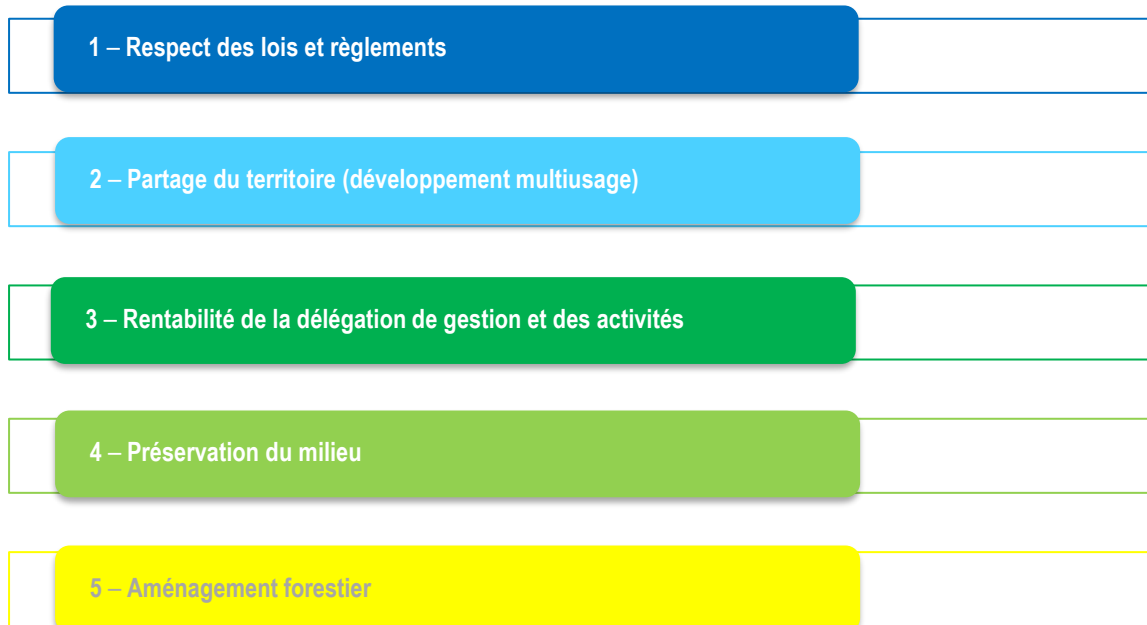 1 – Respect des lois et règlements
2 – Partage du territoire (développement multiusage)
3 – Rentabilité de la délégation de gestion et des activités
4 – Préservation du milieu
5 – Aménagement forestier